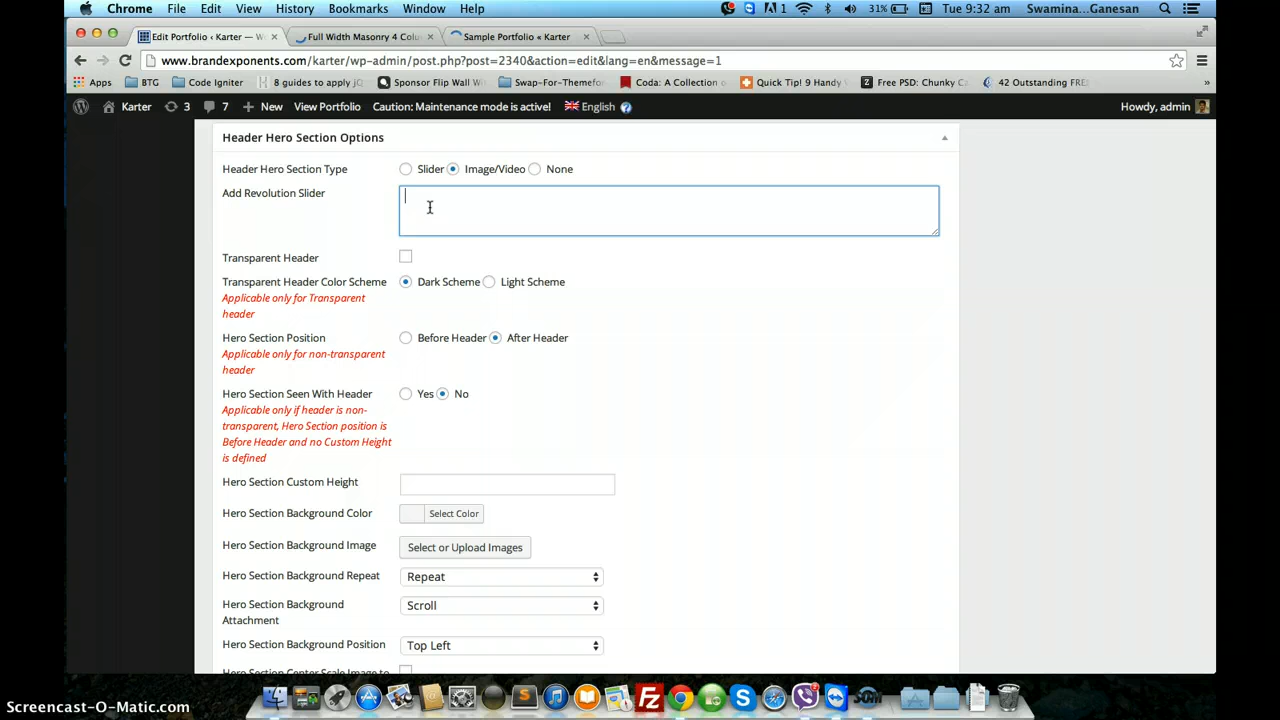 Chrome File Edit View History Bookmarks Window Help 1 31% Tue 9:32 am Swamina...Ganesan
Edit Portfolio ‹ Karter — W Full Width Masonry 4 Colu Sample Portfolio « Karter
www.brandexponents.com/karter/wp-admin/post.php?post=2340&action=edit&lang=en&message=1
Apps BTG Code Igniter 8 guides to apply jQ Sponsor Flip Wall W Swap-For-Themefor Coda: A Collection o Quick Tip! 9 Handy Free PSD: Chunky C 42 Outstanding FRE »
Karter 3 7 + New View Portfolio Caution: Maintenance mode is active! English ? Howdy, admin
Header Hero Section Options
Header Hero Section Type Slider Image/Video None
Add Revolution Slider
Transparent Header
Transparent Header Color Scheme Dark Scheme Light Scheme
Applicable only for Transparent
header
Hero Section Position Before Header After Header
Applicable only for non-transparent
header
Hero Section Seen With Header Yes No
Applicable only if header is non-
transparent, Hero Section position is
Before Header and no Custom Height
is defined
Hero Section Custom Height
Hero Section Background Color Select Color
Hero Section Background Image Select or Upload Images
Hero Section Background Repeat Repeat
Hero Section Background Scroll
Attachment
Hero Section Background Position Top Left
Hero Section Center Scale Image to
Screencast-O-Matic.com